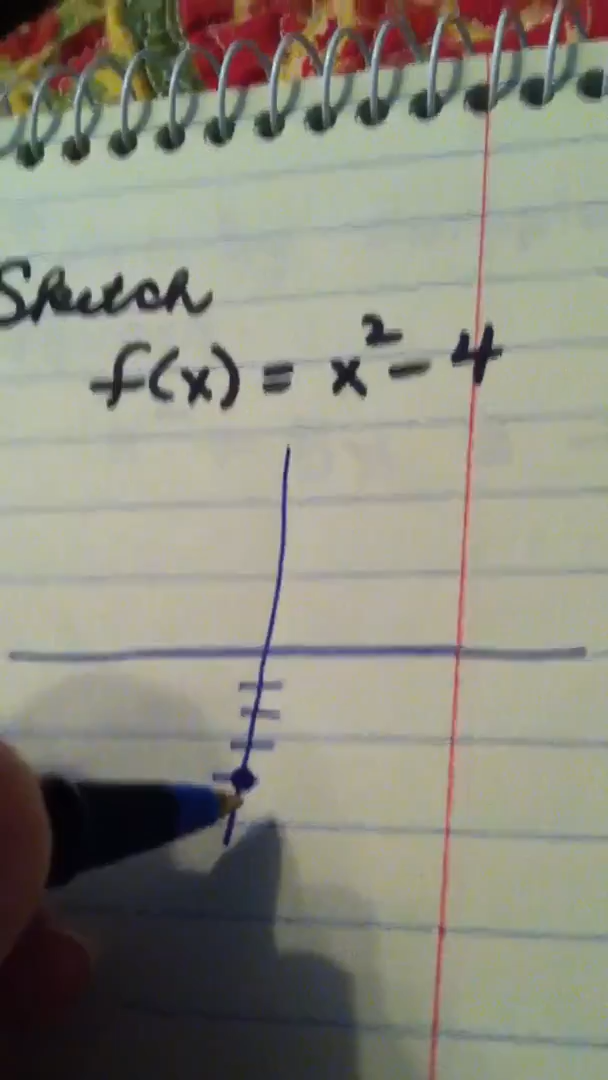 Sketch
f(x) = x² - 4